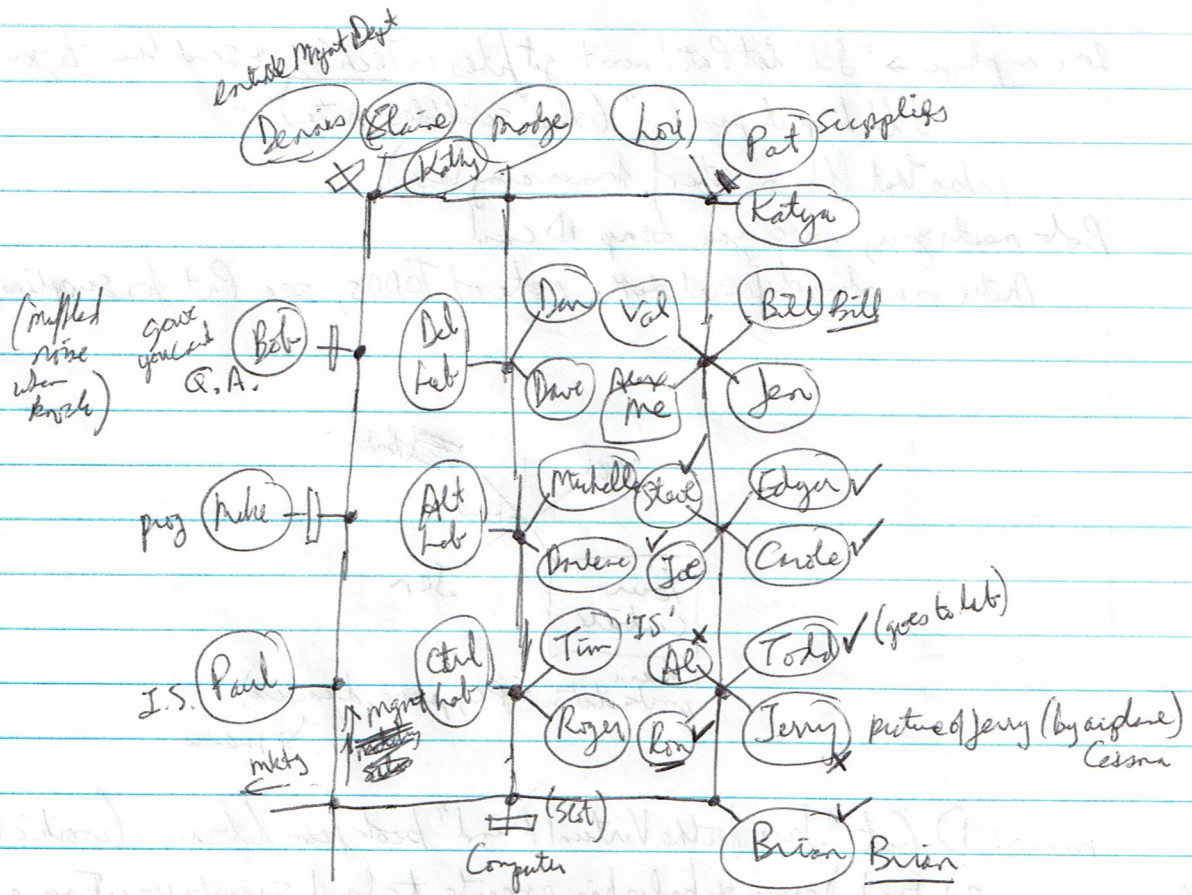 Mgmt Dept
Dennis Elaine Madge Lori Pat Supplies
Kathy
Katya
(muffled noise when knock)
gave you card
Q.A.
Bob
Del Lab
Dan
Dave
Val
Alex
Me
Bill Bill
Jen
prog
Mike
Alt Lab
Michelle
Darlene
Steve
Joe
Edgar
Carole
I.S.
Paul
Ctrl Lab
Tim 'IS'
Roger
Al
Ron
Todd (goes to lab)
Jerry picture of Jerry (by airplane)
Cessna
mgmt
mktg
(slot)
Computer
Brian Brian